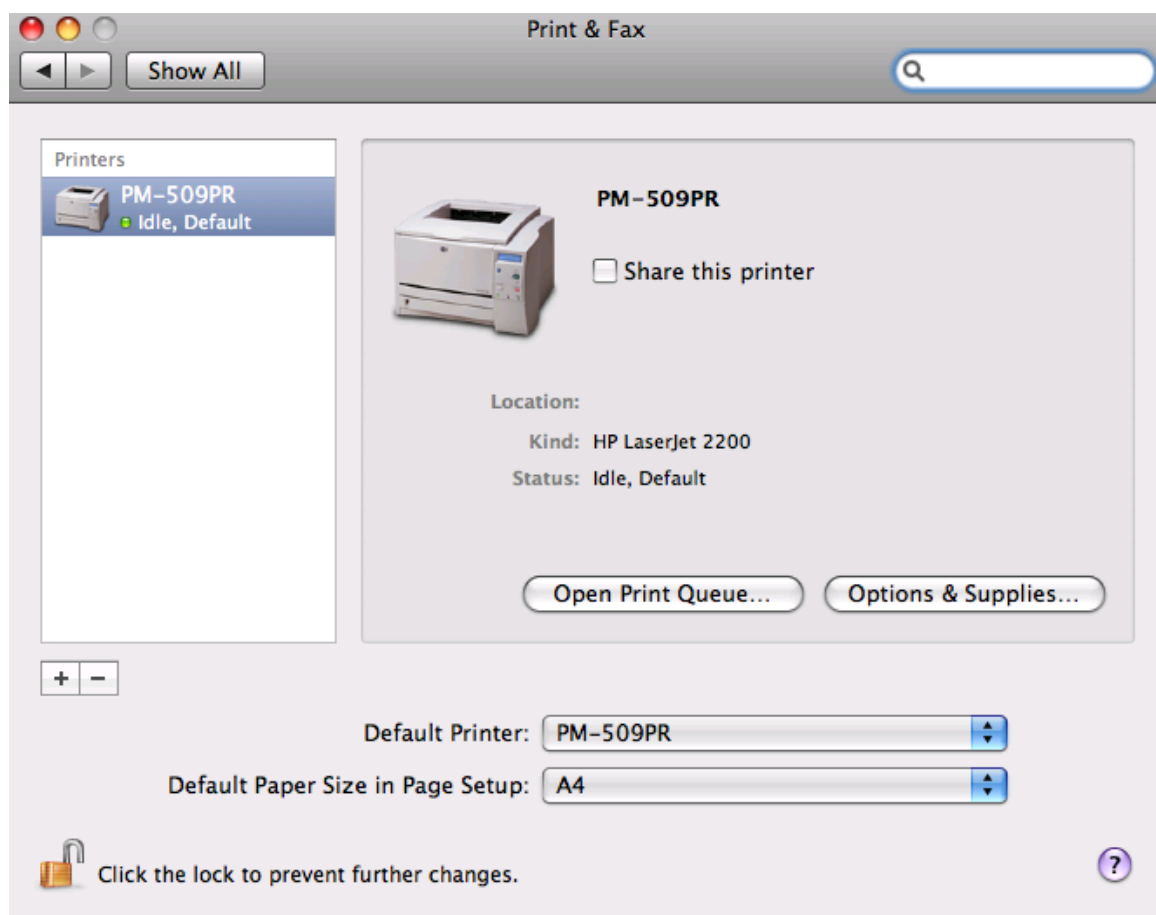 Print & Fax
Show All
Printers
PM-509PR
Idle, Default
PM-509PR
Share this printer
Location:
Kind: HP LaserJet 2200
Status: Idle, Default
Open Print Queue...
Options & Supplies...
+ −
Default Printer: PM-509PR
Default Paper Size in Page Setup: A4
Click the lock to prevent further changes.
?